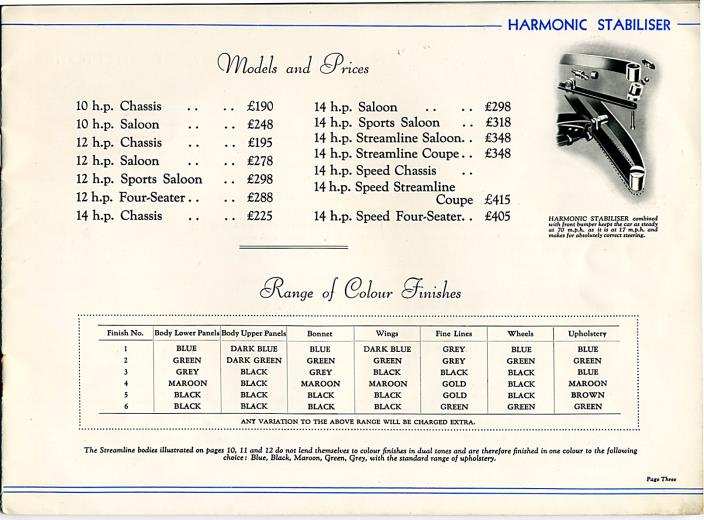 HARMONIC STABILISER
Models and Prices
10 h.p. Chassis .. .. £190
10 h.p. Saloon .. .. £248
12 h.p. Chassis .. .. £195
12 h.p. Saloon .. .. £278
12 h.p. Sports Saloon .. £298
12 h.p. Four-Seater .. .. £288
14 h.p. Chassis .. .. £225
14 h.p. Saloon .. .. £298
14 h.p. Sports Saloon .. £318
14 h.p. Streamline Saloon .. £348
14 h.p. Streamline Coupe .. £348
14 h.p. Speed Chassis ..
14 h.p. Speed Streamline
Coupe £415
14 h.p. Speed Four-Seater .. £405
HARMONIC STABILISER combined
with front bumper keeps the car as steady
at 70 m.p.h. as it is at 17 m.p.h. and
makes for absolutely correct steering.
Range of Colour Finishes
Finish No. Body Lower Panels Body Upper Panels Bonnet Wings Fine Lines Wheels Upholstery
1 BLUE DARK BLUE BLUE DARK BLUE GREY BLUE BLUE
2 GREEN DARK GREEN GREEN GREEN GREY GREEN GREEN
3 GREY BLACK GREY BLACK BLACK BLACK BLUE
4 MAROON BLACK MAROON MAROON GOLD BLACK MAROON
5 BLACK BLACK BLACK BLACK GOLD BLACK BROWN
6 BLACK BLACK BLACK BLACK GREEN GREEN GREEN
ANY VARIATION TO THE ABOVE RANGE WILL BE CHARGED EXTRA.
The Streamline bodies illustrated on pages 10, 11 and 12 do not lend themselves to colour finishes in dual tones and are therefore finished in one colour to the following
choice: Blue, Black, Maroon, Green, Grey, with the standard range of upholstery.
Page Three